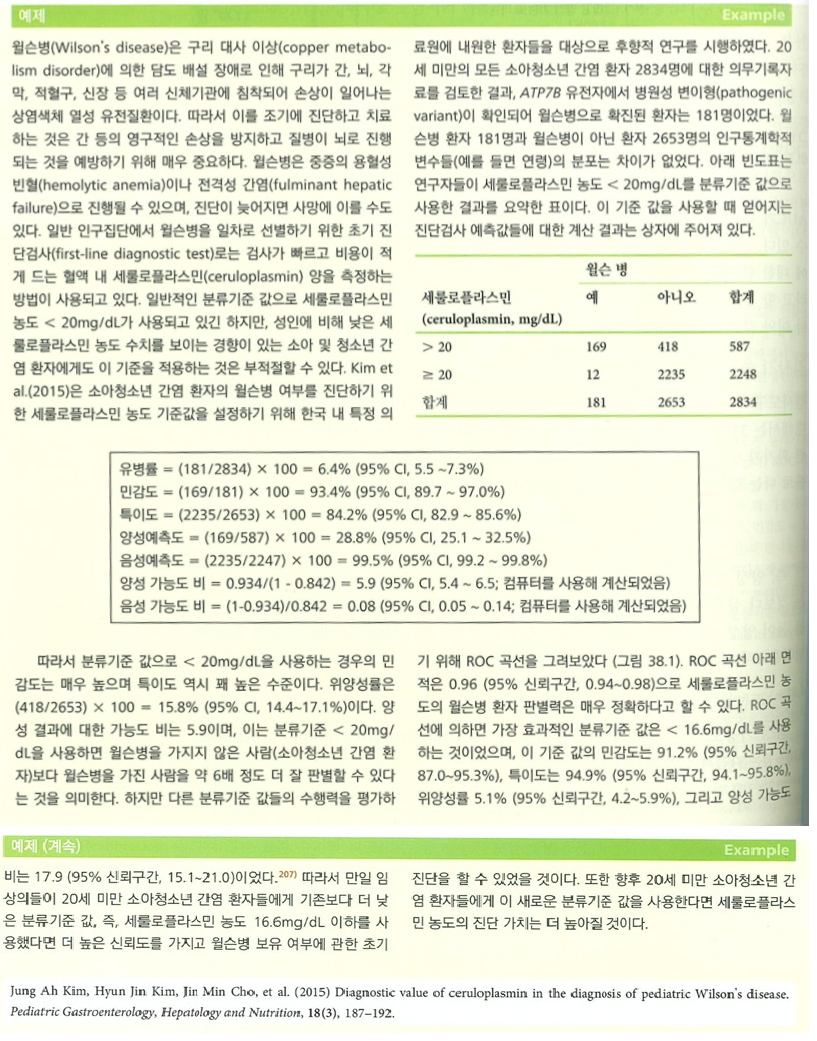 예제
Example
윌슨병(Wilson's disease)은 구리 대사 이상(copper metabo-
lism disorder)에 의한 담도 배설 장애로 인해 구리가 간, 뇌, 각
막, 적혈구, 신장 등 여러 신체기관에 침착되어 손상이 일어나는
상염색체 열성 유전질환이다. 따라서 이를 조기에 진단하고 치료
하는 것은 간 등의 영구적인 손상을 방지하고 질병이 뇌로 진행
되는 것을 예방하기 위해 매우 중요하다. 윌슨병은 중증의 용혈성
빈혈(hemolytic anemia)이나 전격성 간염(fulminant hepatic
failure)으로 진행될 수 있으며, 진단이 늦어지면 사망에 이를 수도
있다. 일반 인구집단에서 윌슨병을 일차로 선별하기 위한 초기 진
단검사(first-line diagnostic test)로는 검사가 빠르고 비용이 적
게 드는 혈액 내 세룰로플라스민(ceruloplasmin) 양을 측정하는
방법이 사용되고 있다. 일반적인 분류기준 값으로 세룰로플라스민
농도 < 20mg/dL가 사용되고 있긴 하지만, 성인에 비해 낮은 세
룰로플라스민 농도 수치를 보이는 경향이 있는 소아 및 청소년 간
염 환자에게도 이 기준을 적용하는 것은 부적절할 수 있다. Kim et
al.(2015)은 소아청소년 간염 환자의 윌슨병 여부를 진단하기 위
한 세룰로플라스민 농도 기준값을 설정하기 위해 한국 내 특정 의
료원에 내원한 환자들을 대상으로 후향적 연구를 시행하였다. 20
세 미만의 모든 소아청소년 간염 환자 2834명에 대한 의무기록자
료를 검토한 결과, ATP7B 유전자에서 병원성 변이형(pathogenic
variant)이 확인되어 윌슨병으로 확진된 환자는 181명이었다. 윌
슨병 환자 181명과 윌슨병이 아닌 환자 2653명의 인구통계학적
변수들(예를 들면 연령)의 분포는 차이가 없었다. 아래 빈도표는
연구자들이 세룰로플라스민 농도 < 20mg/dL를 분류기준 값으로
사용한 결과를 요약한 표이다. 이 기준 값을 사용할 때 얻어지는
진단검사 예측값들에 대한 계산 결과는 상자에 주어져 있다.
윌슨 병
세룰로플라스민 예 아니오 합계
(ceruloplasmin, mg/dL)
> 20 169 418 587
≥ 20 12 2235 2248
합계 181 2653 2834
유병률 = (181/2834) × 100 = 6.4% (95% CI, 5.5 ~7.3%)
민감도 = (169/181) × 100 = 93.4% (95% CI, 89.7 ~ 97.0%)
특이도 = (2235/2653) × 100 = 84.2% (95% CI, 82.9 ~ 85.6%)
양성예측도 = (169/587) × 100 = 28.8% (95% CI, 25.1 ~ 32.5%)
음성예측도 = (2235/2247) × 100 = 99.5% (95% CI, 99.2 ~ 99.8%)
양성 가능도 비 = 0.934/(1 - 0.842) = 5.9 (95% CI, 5.4 ~ 6.5; 컴퓨터를 사용해 계산되었음)
음성 가능도 비 = (1-0.934)/0.842 = 0.08 (95% CI, 0.05 ~ 0.14; 컴퓨터를 사용해 계산되었음)
따라서 분류기준 값으로 < 20mg/dL을 사용하는 경우의 민
감도는 매우 높으며 특이도 역시 꽤 높은 수준이다. 위양성률은
(418/2653) × 100 = 15.8% (95% CI, 14.4~17.1%)이다. 양
성 결과에 대한 가능도 비는 5.9이며, 이는 분류기준 < 20mg/
dL을 사용하면 윌슨병을 가지지 않은 사람(소아청소년 간염 환
자)보다 윌슨병을 가진 사람을 약 6배 정도 더 잘 판별할 수 있다
는 것을 의미한다. 하지만 다른 분류기준 값들의 수행력을 평가하
기 위해 ROC 곡선을 그려보았다 (그림 38.1). ROC 곡선 아래 면
적은 0.96 (95% 신뢰구간, 0.94~0.98)으로 세룰로플라스민 농
도의 윌슨병 환자 판별력은 매우 정확하다고 할 수 있다. ROC 곡
선에 의하면 가장 효과적인 분류기준 값은 < 16.6mg/dL를 사용
하는 것이었으며, 이 기준 값의 민감도는 91.2% (95% 신뢰구간,
87.0~95.3%), 특이도는 94.9% (95% 신뢰구간, 94.1~95.8%),
위양성률 5.1% (95% 신뢰구간, 4.2~5.9%), 그리고 양성 가능도
예제 (계속)
Example
비는 17.9 (95% 신뢰구간, 15.1~21.0)이었다.207) 따라서 만일 임
상의들이 20세 미만 소아청소년 간염 환자들에게 기존보다 더 낮
은 분류기준 값, 즉, 세룰로플라스민 농도 16.6mg/dL 이하를 사
용했다면 더 높은 신뢰도를 가지고 윌슨병 보유 여부에 관한 초기
진단을 할 수 있었을 것이다. 또한 향후 20세 미만 소아청소년 간
염 환자들에게 이 새로운 분류기준 값을 사용한다면 세룰로플라스
민 농도의 진단 가치는 더 높아질 것이다.
Jung Ah Kim, Hyun Jin Kim, Jin Min Cho, et al. (2015) Diagnostic value of ceruloplasmin in the diagnosis of pediatric Wilson's disease.
Pediatric Gastroenterology, Hepatology and Nutrition, 18(3), 187–192.